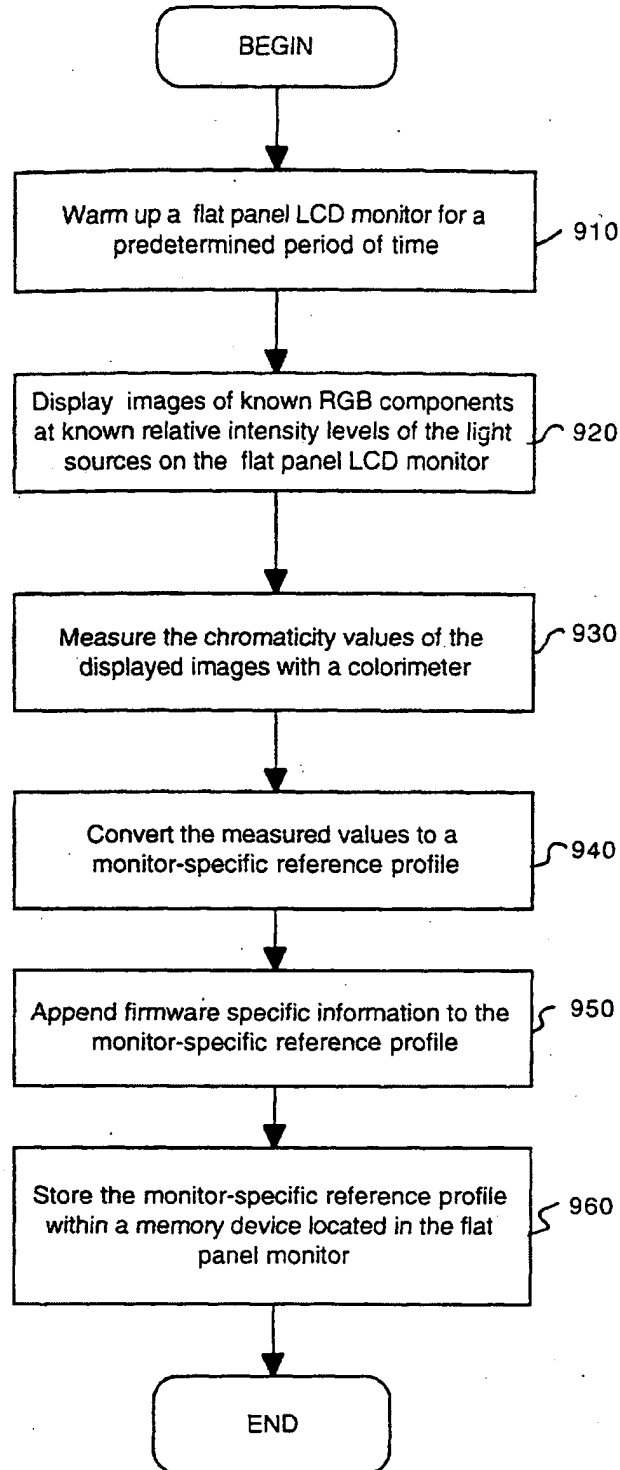 BEGIN
Warm up a flat panel LCD monitor for a
predetermined period of time
910
Display images of known RGB components
at known relative intensity levels of the light
sources on the flat panel LCD monitor
920
Measure the chromaticity values of the
displayed images with a colorimeter
930
Convert the measured values to a
monitor-specific reference profile
940
Append firmware specific information to the
monitor-specific reference profile
950
Store the monitor-specific reference profile
within a memory device located in the flat
panel monitor
960
END